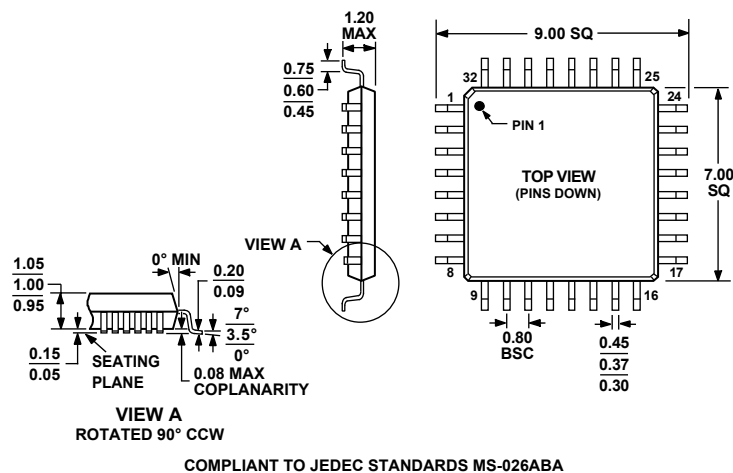 1.20
MAX
0.75
0.60
0.45
9.00 SQ
32
25
1
24
PIN 1
TOP VIEW
(PINS DOWN)
7.00
SQ
VIEW A
8
17
9
16
0.80
BSC
0.45
0.37
0.30
1.05
1.00
0.95
0° MIN
0.20
0.09
7°
3.5°
0°
0.15
0.05
SEATING
PLANE
0.08 MAX
COPLANARITY
VIEW A
ROTATED 90° CCW
COMPLIANT TO JEDEC STANDARDS MS-026ABA